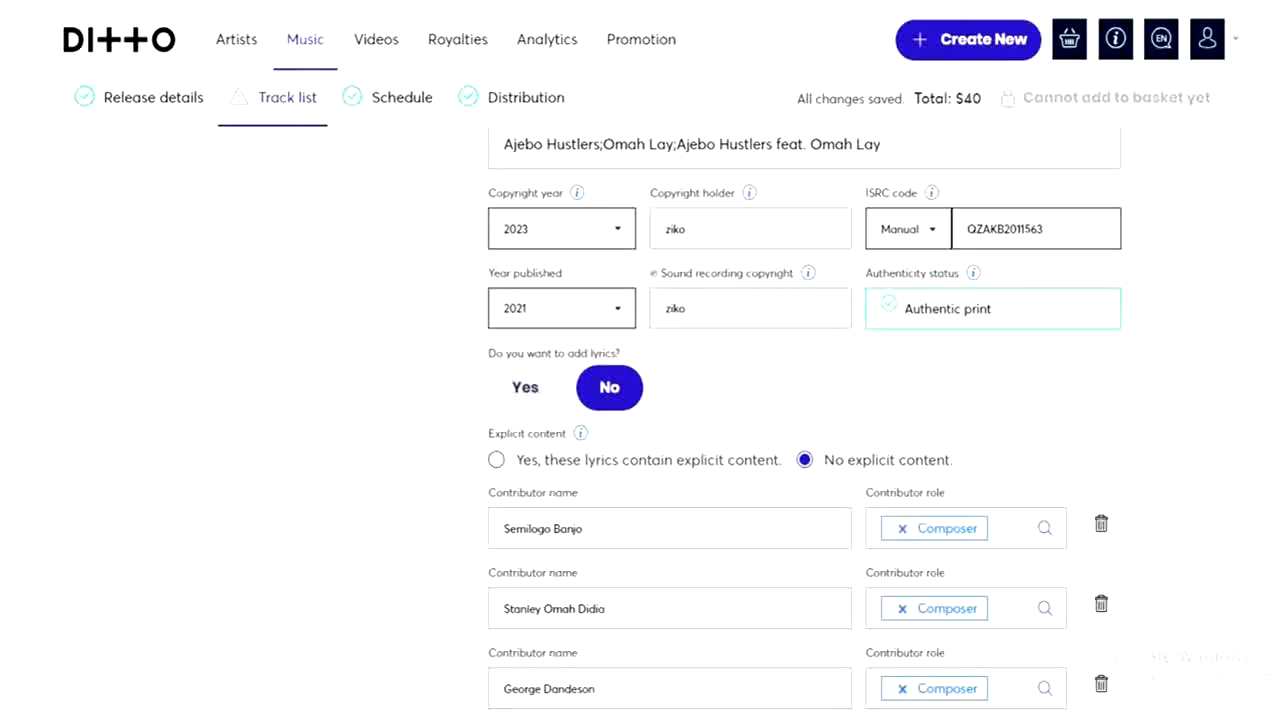 DITTO Artists Music Videos Royalties Analytics Promotion + Create New EN
Release details Track list Schedule Distribution All changes saved. Total: $40 Cannot add to basket yet
Ajebo Hustlers;Omah Lay;Ajebo Hustlers feat. Omah Lay
Copyright year i Copyright holder i ISRC code i
2023 ziko Manual QZAKB2011563
Year published ℗ Sound recording copyright i Authenticity status i
2021 ziko Authentic print
Do you want to add lyrics?
Yes No
Explicit content i
Yes, these lyrics contain explicit content. No explicit content.
Contributor name Contributor role
Semilogo Banjo x Composer
Contributor name Contributor role
Stanley Omah Didia x Composer
Contributor name Contributor role
George Dandeson x Composer